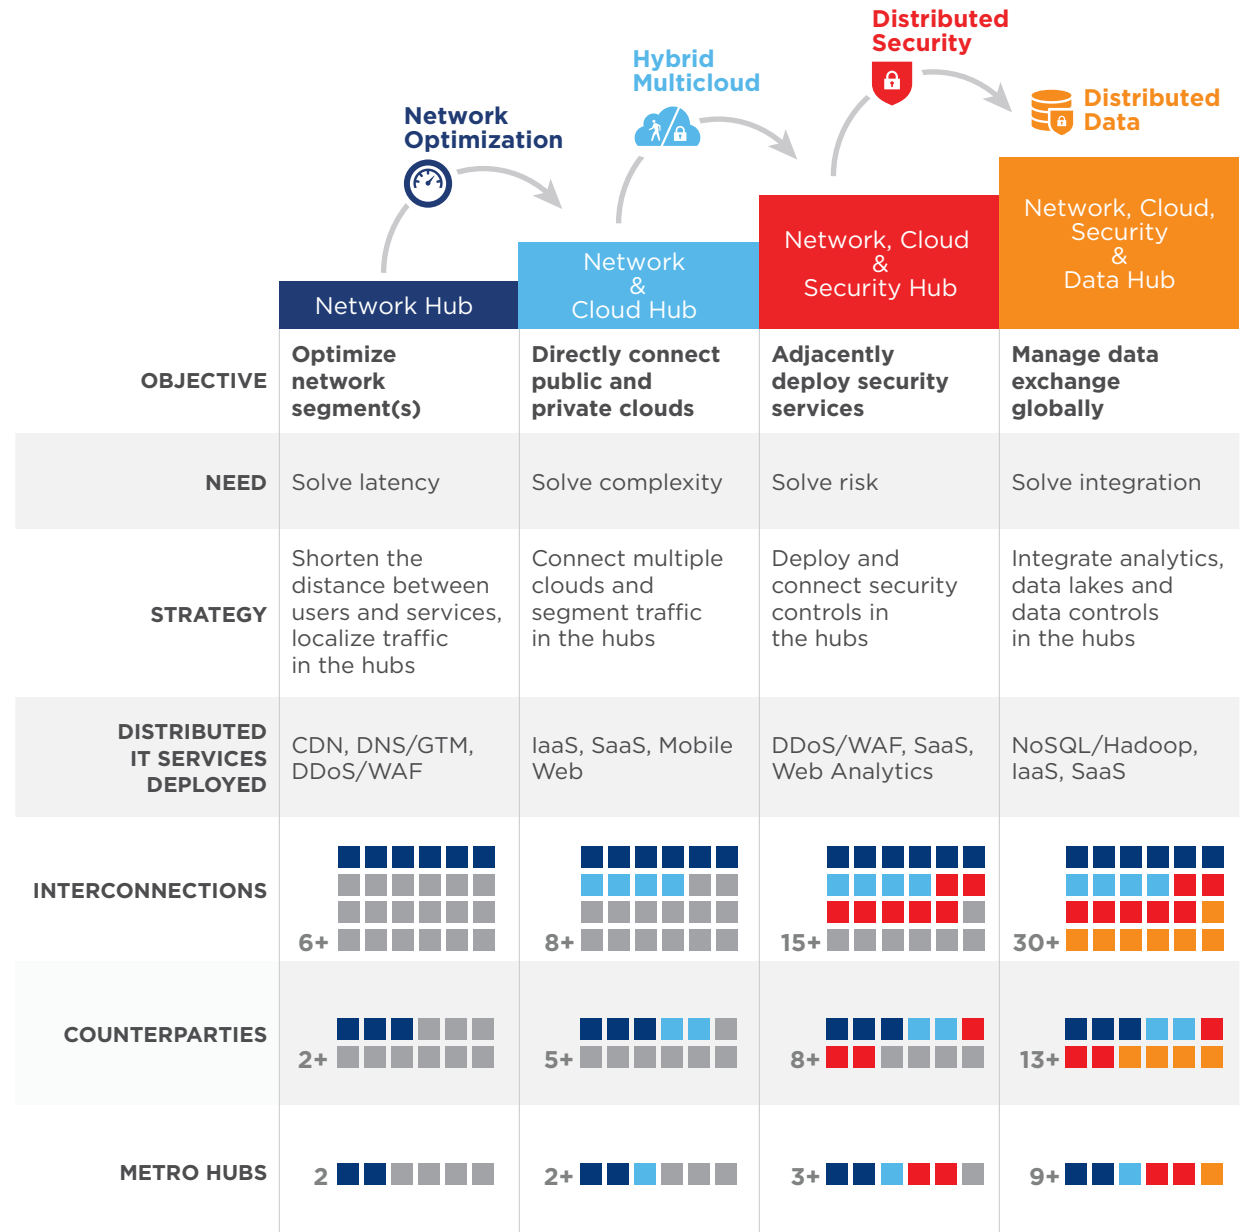 Distributed
Security
Hybrid
Multicloud
Distributed
Data
Network
Optimization
Network Hub
Network
&
Cloud Hub
Network, Cloud
&
Security Hub
Network, Cloud,
Security
&
Data Hub
OBJECTIVE
Optimize
network
segment(s)
Directly connect
public and
private clouds
Adjacently
deploy security
services
Manage data
exchange
globally
NEED
Solve latency
Solve complexity
Solve risk
Solve integration
STRATEGY
Shorten the
distance between
users and services,
localize traffic
in the hubs
Connect multiple
clouds and
segment traffic
in the hubs
Deploy and
connect security
controls in
the hubs
Integrate analytics,
data lakes and
data controls
in the hubs
DISTRIBUTED
IT SERVICES
DEPLOYED
CDN, DNS/GTM,
DDoS/WAF
IaaS, SaaS, Mobile
Web
DDoS/WAF, SaaS,
Web Analytics
NoSQL/Hadoop,
IaaS, SaaS
INTERCONNECTIONS
6+
8+
15+
30+
COUNTERPARTIES
2+
5+
8+
13+
METRO HUBS
2
2+
3+
9+